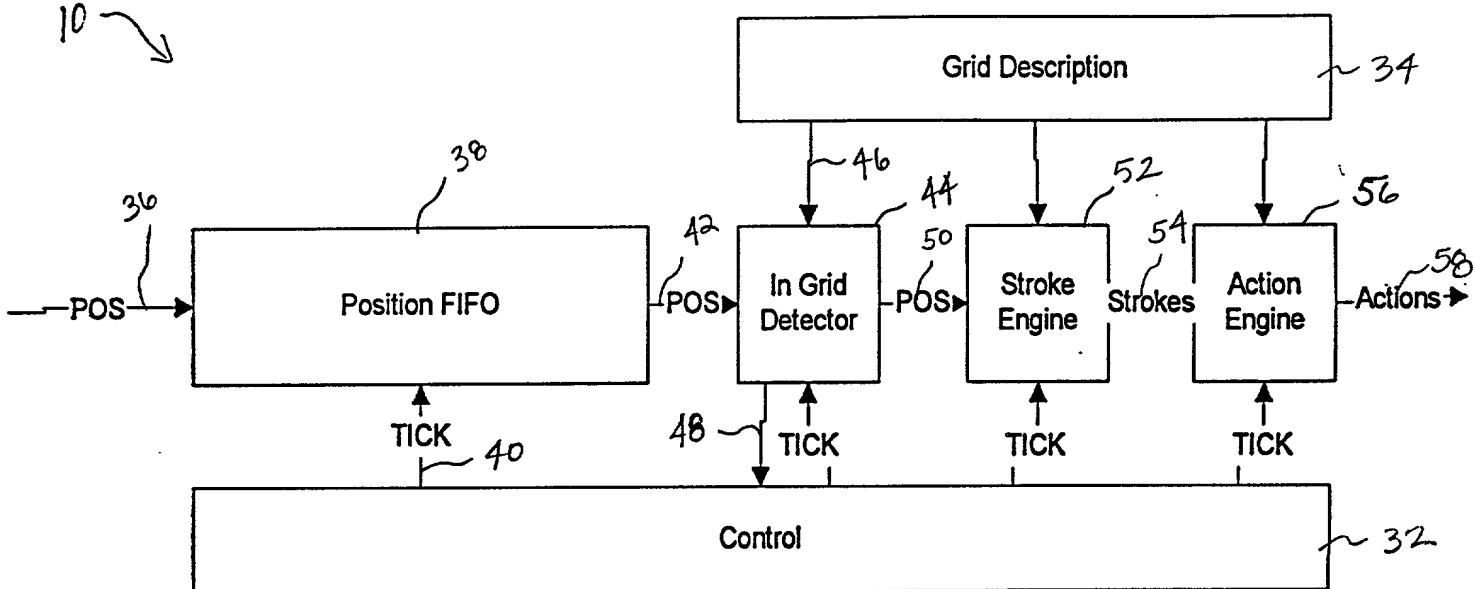 10
Grid Description
34
36
38
46
44
52
56
POS
Position FIFO
42
POS
In Grid
Detector
50
POS
Stroke
Engine
54
Strokes
Action
Engine
58
Actions
TICK
40
48
TICK
TICK
TICK
Control
32